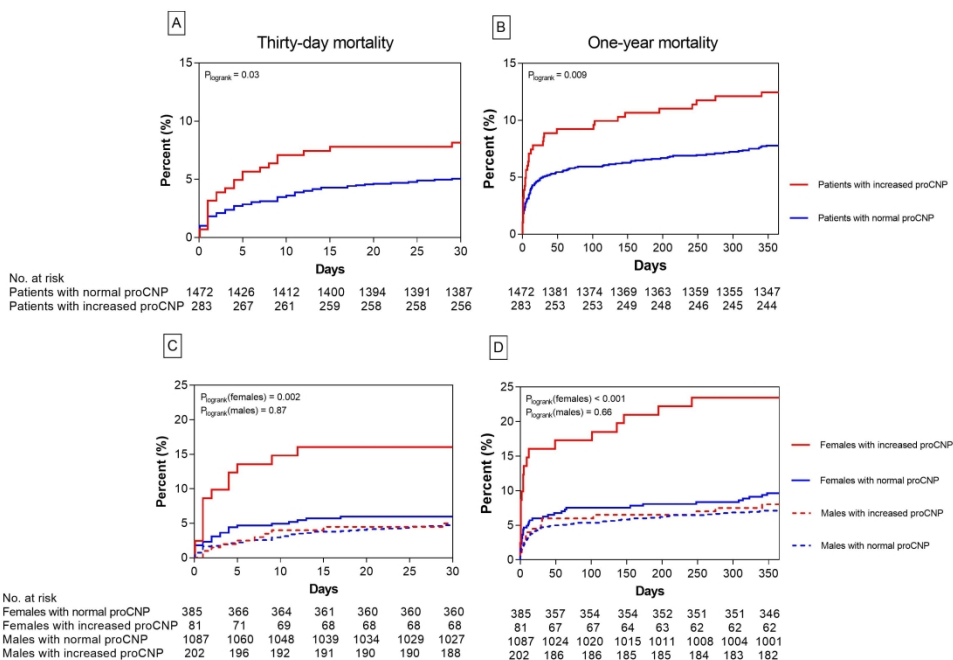 A
Thirty-day mortality
P logrank = 0.03
15
10
5
0
Percent (%)
0 5 10 15 20 25 30
Days
B
One-year mortality
P logrank = 0.009
15
10
5
0
Percent (%)
0 50 100 150 200 250 300 350
Days
Patients with increased proCNP
Patients with normal proCNP
No. at risk
Patients with normal proCNP 1472 1426 1412 1400 1394 1391 1387 1472 1381 1374 1369 1363 1359 1355 1347
Patients with increased proCNP 283 267 261 259 258 258 256 283 253 253 249 248 246 245 244
C
P logrank(females) = 0.002
P logrank(males) = 0.87
25
20
15
10
5
0
Percent (%)
0 5 10 15 20 25 30
Days
D
P logrank(females) < 0.001
P logrank(males) = 0.66
25
20
15
10
5
0
Percent (%)
0 50 100 150 200 250 300 350
Days
Females with increased proCNP
Females with normal proCNP
Males with increased proCNP
Males with normal proCNP
No. at risk
Females with normal proCNP 385 366 364 361 360 360 360 385 357 354 354 352 351 351 346
Females with increased proCNP 81 71 69 68 68 68 68 81 67 67 64 63 62 62 62
Males with normal proCNP 1087 1060 1048 1039 1034 1029 1027 1087 1024 1020 1015 1011 1008 1004 1001
Males with increased proCNP 202 196 192 191 190 190 188 202 186 186 185 185 184 183 182